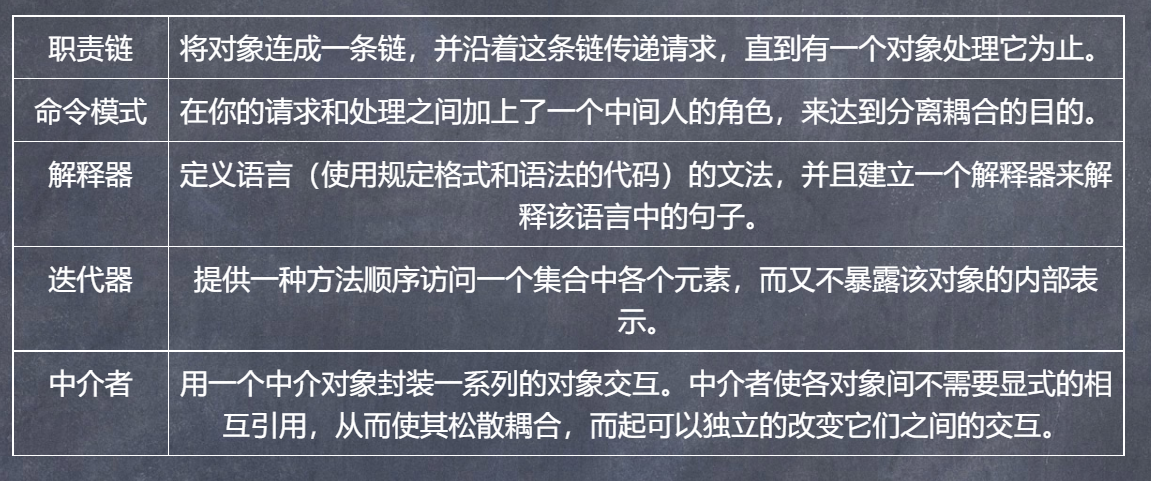 职责链
将对象连成一条链，并沿着这条链传递请求，直到有一个对象处理它为止。
命令模式
在你的请求和处理之间加上了一个中间人的角色，来达到分离耦合的目的。
解释器
定义语言（使用规定格式和语法的代码）的文法，并且建立一个解释器来解
释该语言中的句子。
迭代器
提供一种方法顺序访问一个集合中各个元素，而又不暴露该对象的内部表
示。
中介者
用一个中介对象封装一系列的对象交互。中介者使各对象间不需要显式的相
互引用，从而使其松散耦合，而起可以独立的改变它们之间的交互。